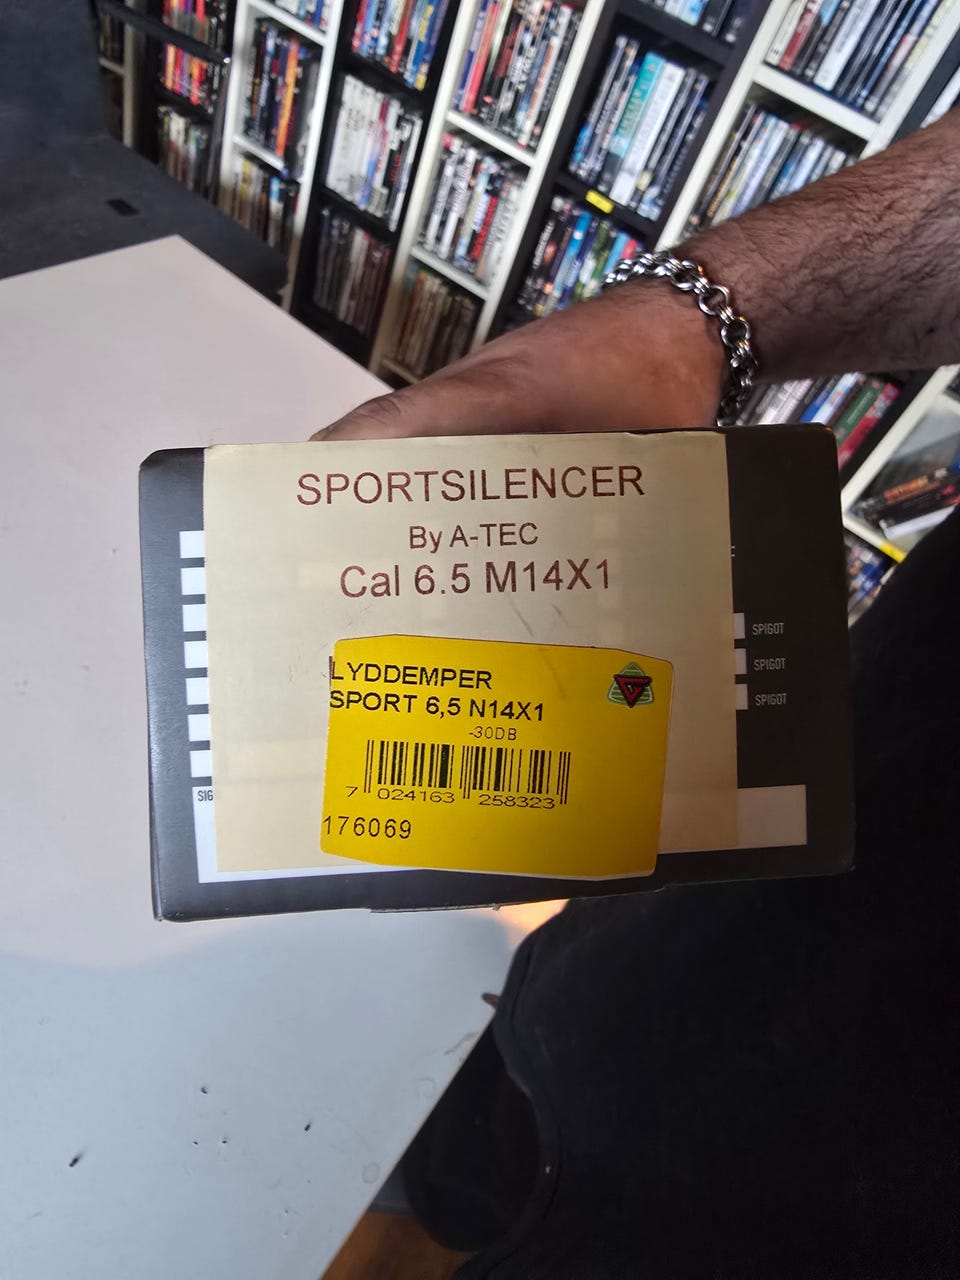 SPORTSILENCER
By A-TEC
Cal 6.5 M14X1
SPIGOT
SPIGOT
SPIGOT
LYDDEMPER
SPORT 6,5 N14X1
-30DB
7 024163 258323
176069
SIG